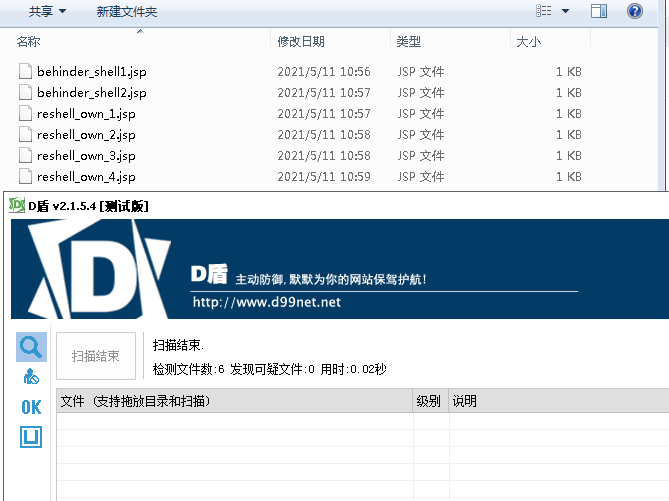 共享 新建文件夹
名称 修改日期 类型 大小
behinder_shell1.jsp 2021/5/11 10:56 JSP 文件 1 KB
behinder_shell2.jsp 2021/5/11 10:57 JSP 文件 1 KB
reshell_own_1.jsp 2021/5/11 10:57 JSP 文件 1 KB
reshell_own_2.jsp 2021/5/11 10:58 JSP 文件 1 KB
reshell_own_3.jsp 2021/5/11 10:58 JSP 文件 1 KB
reshell_own_4.jsp 2021/5/11 10:59 JSP 文件 1 KB
D盾 v2.1.5.4 [测试版]
D盾 主动防御,默默为你的网站保驾护航!
http://www.d99net.net
扫描结束
扫描结束.
检测文件数:6 发现可疑文件:0 用时:0.02秒
OK
文件 (支持拖放目录和扫描) 级别 说明